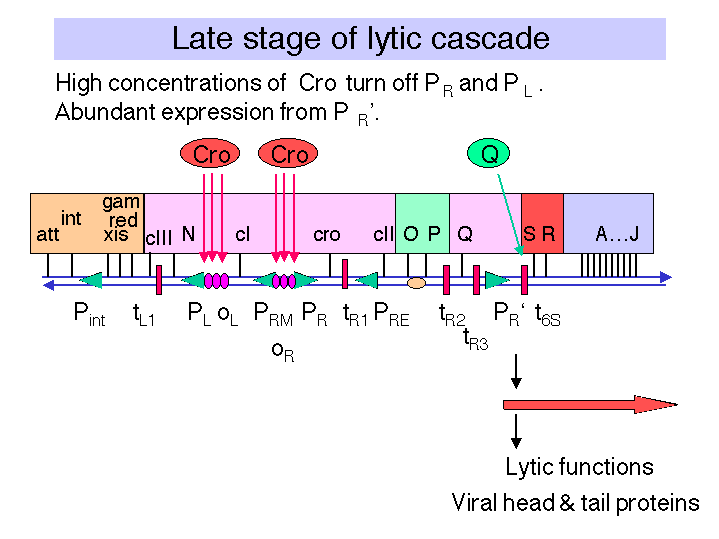 Late stage of lytic cascade
High concentrations of Cro turn off P R and P L .
Abundant expression from P R'.
Cro Cro Q
att int gam red xis cIII N cI cro cII O P Q S R A…J
Pint tL1 PL oL PRM PR tR1 PRE tR2 PR‘ t6S
oR tR3
Lytic functions
Viral head & tail proteins